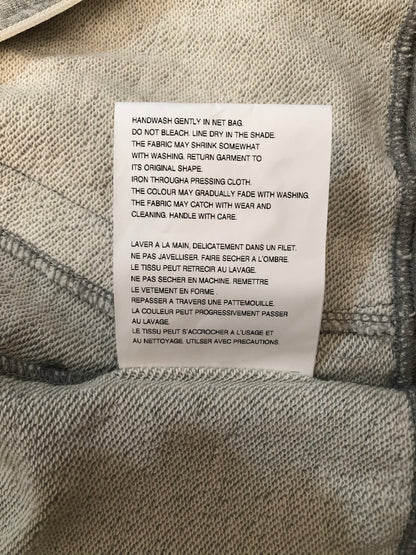 HANDWASH GENTLY IN NET BAG.
DO NOT BLEACH. LINE DRY IN THE SHADE.
THE FABRIC MAY SHRINK SOMEWHAT
WITH WASHING. RETURN GARMENT TO
ITS ORIGINAL SHAPE.
IRON THROUGHA PRESSING CLOTH.
THE COLOUR MAY GRADUALLY FADE WITH WASHING.
THE FABRIC MAY CATCH WITH WEAR AND
CLEANING. HANDLE WITH CARE.
LAVER A LA MAIN, DELICATEMENT DANS UN FILET.
NE PAS JAVELLISER. FAIRE SECHER A L'OMBRE.
LE TISSU PEUT RETRECIR AU LAVAGE.
NE PAS SECHER EN MACHINE. REMETTRE
LE VETEMENT EN FORME .
REPASSER A TRAVERS UNE PATTEMOUILLE.
LA COULEUR PEUT PROGRESSIVEMENT PASSER
AU LAVAGE.
LE TISSU PEUT S'ACCROCHER A L'USAGE ET
AU NETTOYAGE. UTILSER AVEC PRECAUTIONS.